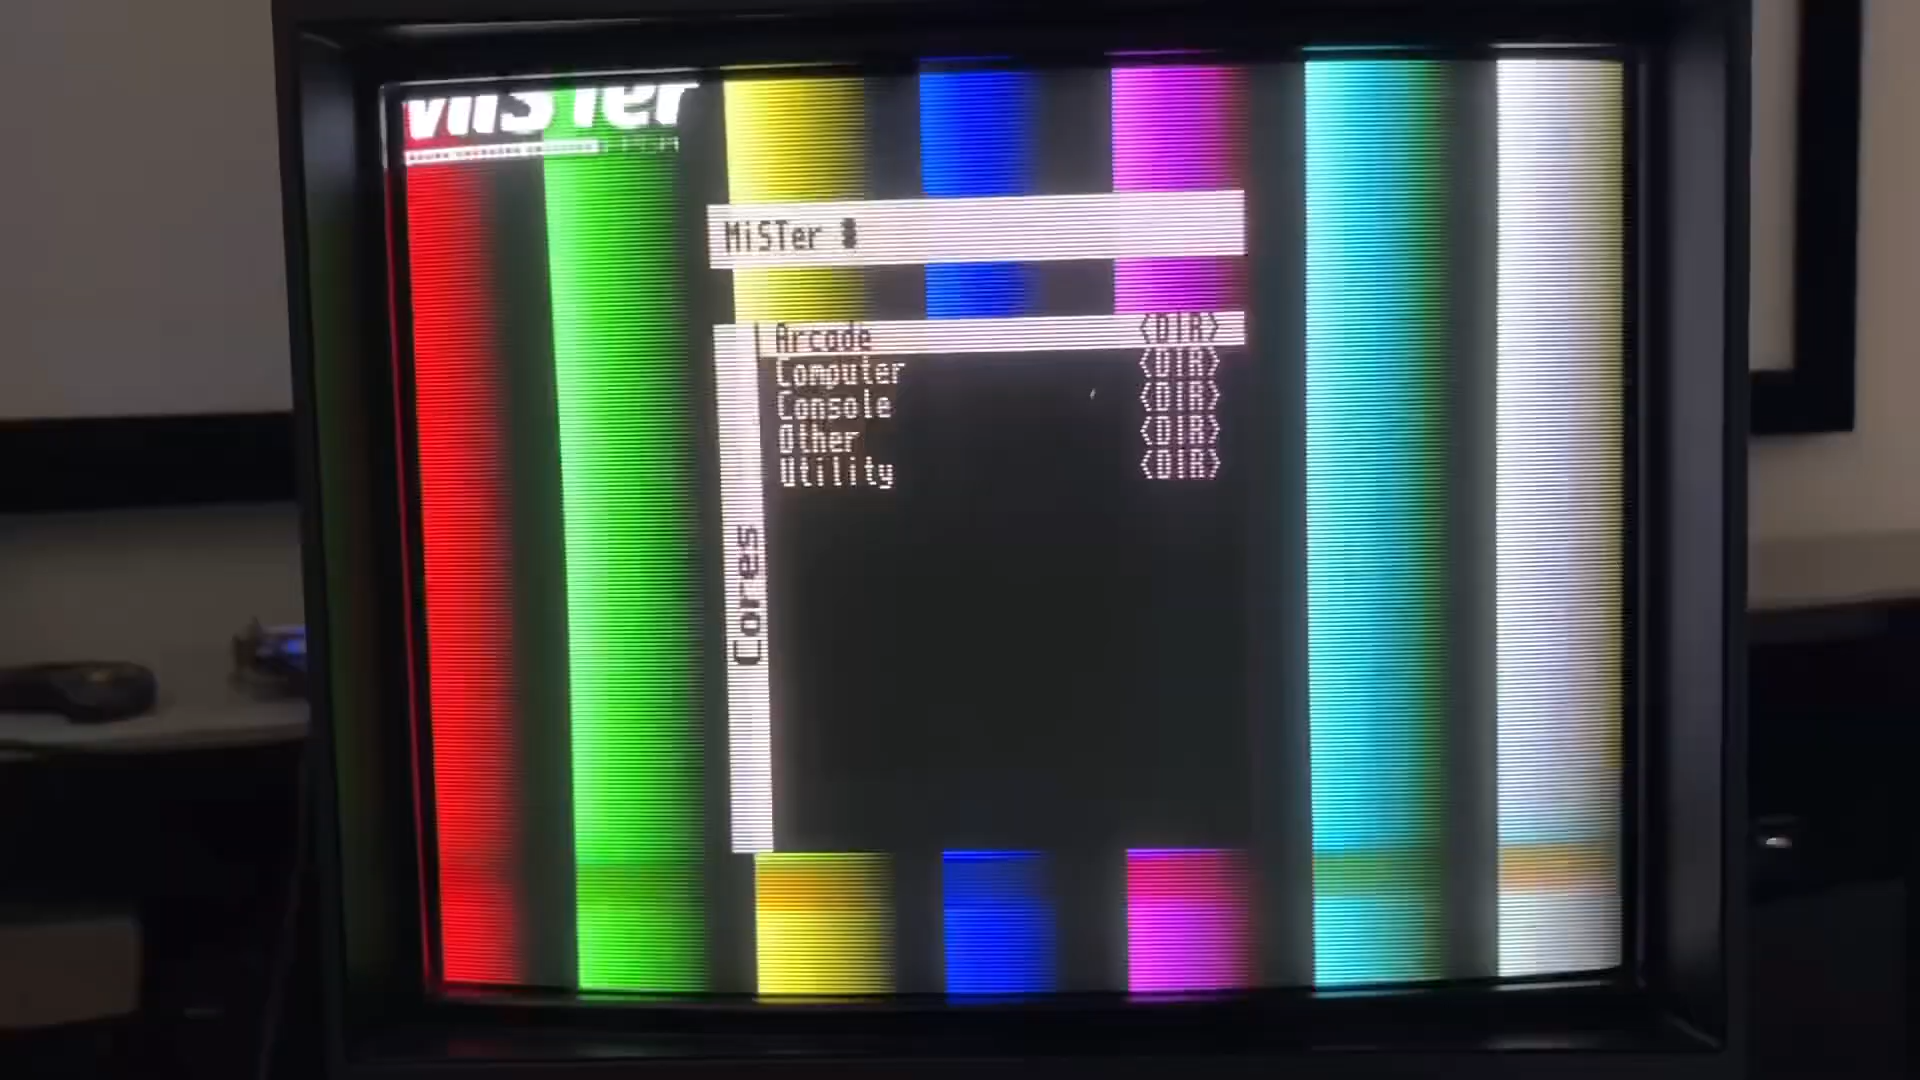 MiSTer
MiSTer
Arcade <DIR>
Computer <DIR>
Console <DIR>
Other <DIR>
Utility <DIR>
Cores